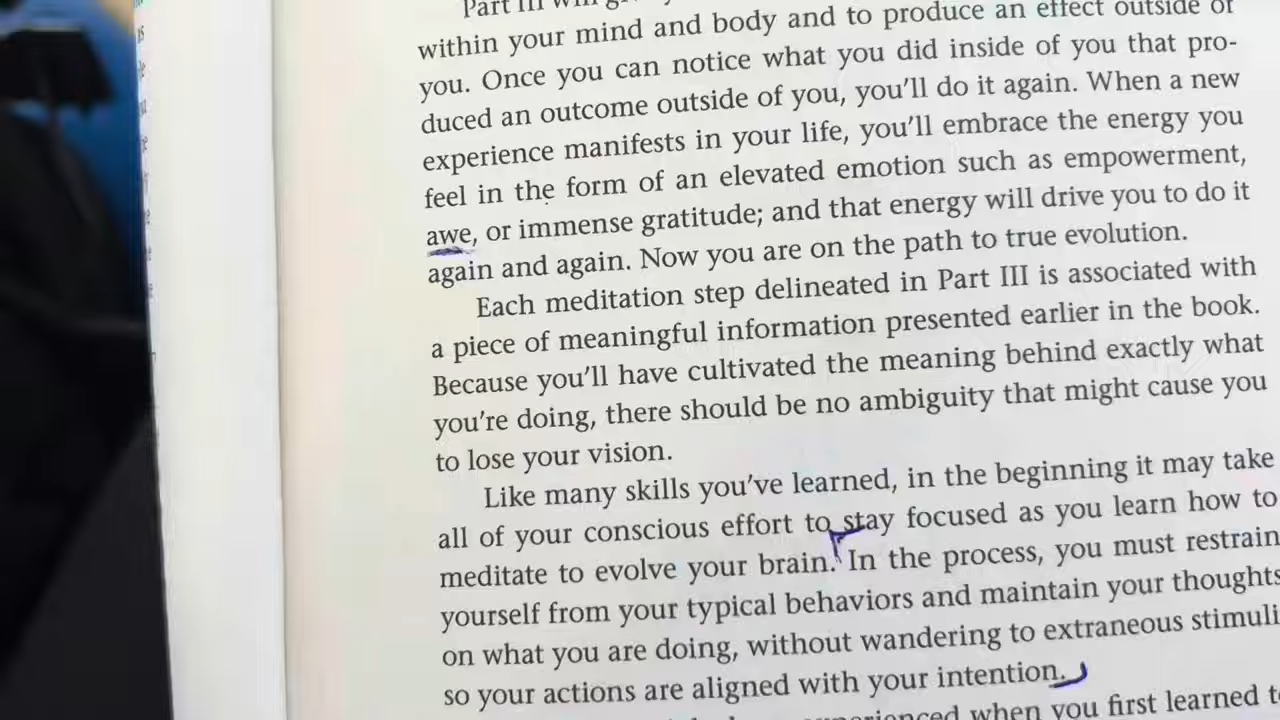 Part III will
within your mind and body and to produce an effect outside of
you. Once you can notice what you did inside of you that pro-
duced an outcome outside of you, you'll do it again. When a new
experience manifests in your life, you'll embrace the energy you
feel in the form of an elevated emotion such as empowerment,
awe, or immense gratitude; and that energy will drive you to do it
again and again. Now you are on the path to true evolution.
Each meditation step delineated in Part III is associated with
a piece of meaningful information presented earlier in the book.
Because you'll have cultivated the meaning behind exactly what
you're doing, there should be no ambiguity that might cause you
to lose your vision.
Like many skills you've learned, in the beginning it may take
all of your conscious effort to stay focused as you learn how to
meditate to evolve your brain. In the process, you must restrain
yourself from your typical behaviors and maintain your thoughts
on what you are doing, without wandering to extraneous stimuli
so your actions are aligned with your intention.
when you first learned to